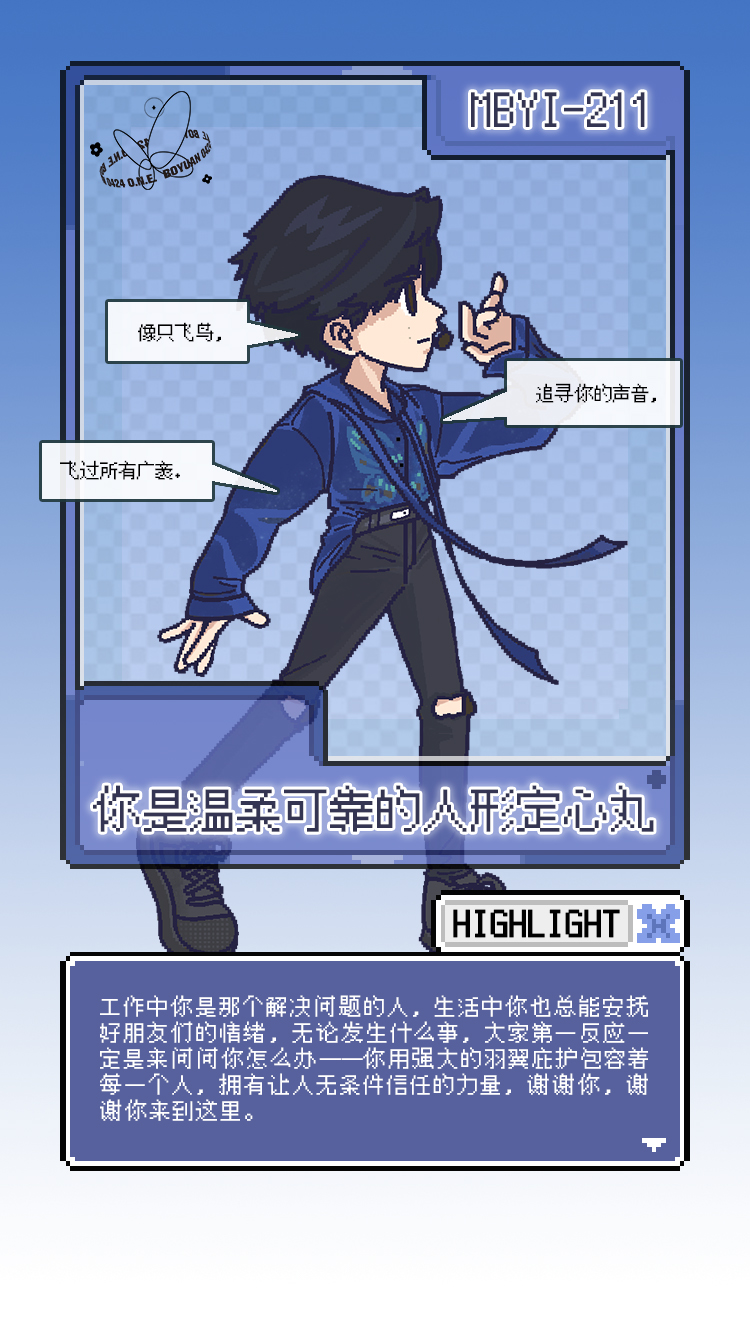 MBYI-211
0424 O.N.E. BOYUAN 042
像只飞鸟，
追寻你的声音，
飞过所有广袤。
你是温柔可靠的人形定心丸
HIGHLIGHT
工作中你是那个解决问题的人，生活中你也总能安抚
好朋友们的情绪，无论发生什么事，大家第一反应一
定是来问问你怎么办——你用强大的羽翼庇护包容着
每一个人，拥有让人无条件信任的力量，谢谢你，谢
谢你来到这里。